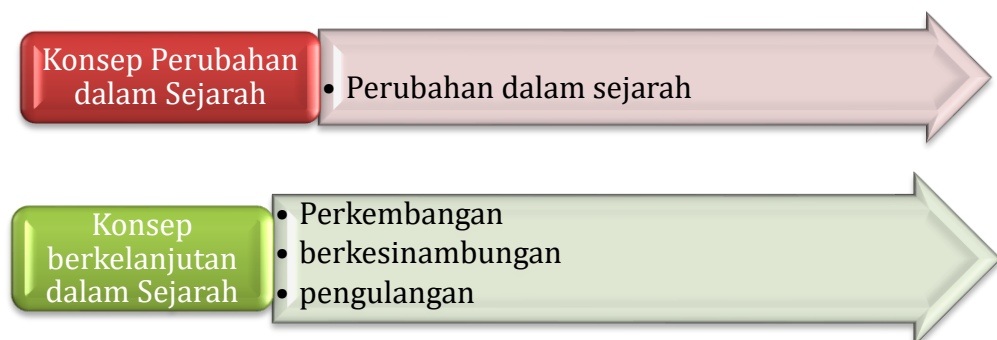 Konsep Perubahan
dalam Sejarah
• Perubahan dalam sejarah
Konsep
berkelanjutan
dalam Sejarah
• Perkembangan
• berkesinambungan
• pengulangan